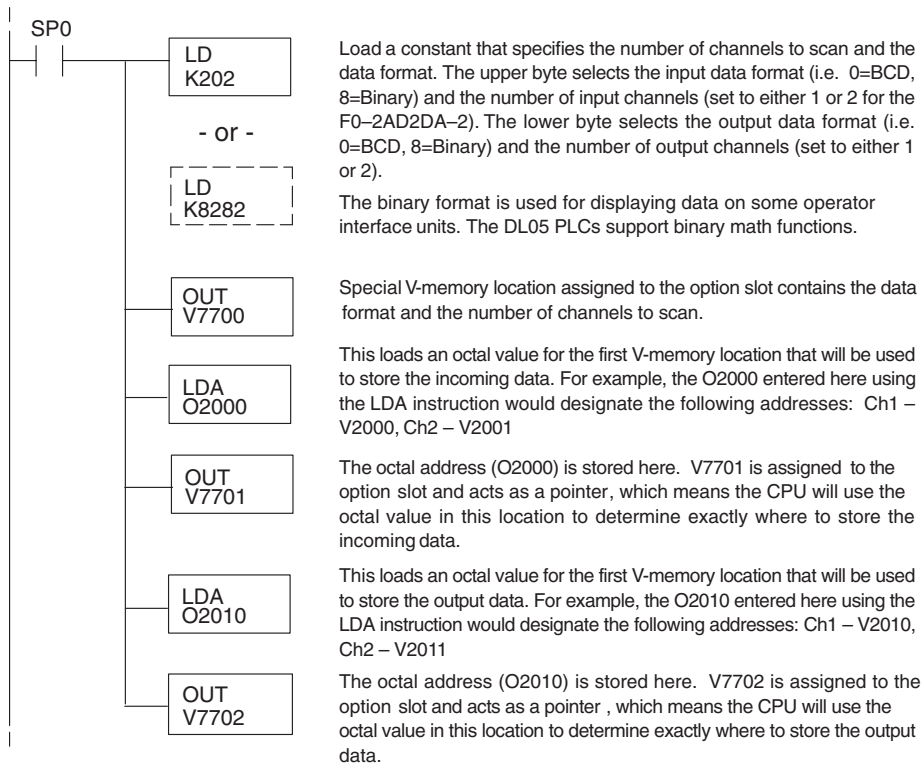 SP0
LD
K202
Load a constant that specifies the number of channels to scan and the
data format. The upper byte selects the input data format (i.e. 0=BCD,
8=Binary) and the number of input channels (set to either 1 or 2 for the
F0–2AD2DA–2). The lower byte selects the output data format (i.e.
0=BCD, 8=Binary) and the number of output channels (set to either 1
or 2).
- or -
LD
K8282
The binary format is used for displaying data on some operator
interface units. The DL05 PLCs support binary math functions.
OUT
V7700
Special V-memory location assigned to the option slot contains the data
format and the number of channels to scan.
LDA
O2000
This loads an octal value for the first V-memory location that will be used
to store the incoming data. For example, the O2000 entered here using
the LDA instruction would designate the following addresses: Ch1 –
V2000, Ch2 – V2001
OUT
V7701
The octal address (O2000) is stored here. V7701 is assigned to the
option slot and acts as a pointer, which means the CPU will use the
octal value in this location to determine exactly where to store the
incoming data.
LDA
O2010
This loads an octal value for the first V-memory location that will be used
to store the output data. For example, the O2010 entered here using the
LDA instruction would designate the following addresses: Ch1 – V2010,
Ch2 – V2011
OUT
V7702
The octal address (O2010) is stored here. V7702 is assigned to the
option slot and acts as a pointer , which means the CPU will use the
octal value in this location to determine exactly where to store the output
data.